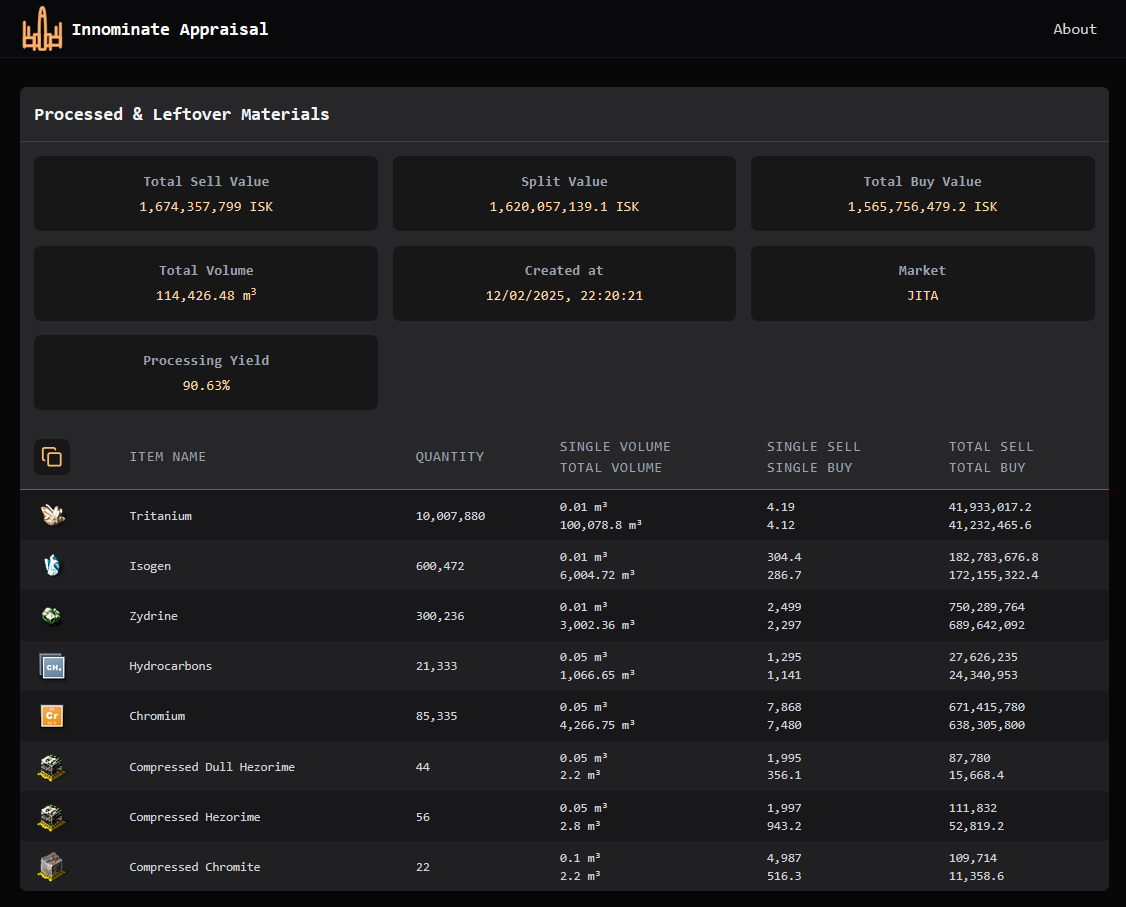 Innominate Appraisal
About
Processed & Leftover Materials
Total Sell Value
1,674,357,799 ISK
Split Value
1,620,057,139.1 ISK
Total Buy Value
1,565,756,479.2 ISK
Total Volume
114,426.48 m³
Created at
12/02/2025, 22:20:21
Market
JITA
Processing Yield
90.63%
ITEM NAME
QUANTITY
SINGLE VOLUME
TOTAL VOLUME
SINGLE SELL
SINGLE BUY
TOTAL SELL
TOTAL BUY
Tritanium
10,007,880
0.01 m³
100,078.8 m³
4.19
4.12
41,933,017.2
41,232,465.6
Isogen
600,472
0.01 m³
6,004.72 m³
304.4
286.7
182,783,676.8
172,155,322.4
Zydrine
300,236
0.01 m³
3,002.36 m³
2,499
2,297
750,289,764
689,642,092
CH₄
Hydrocarbons
21,333
0.05 m³
1,066.65 m³
1,295
1,141
27,626,235
24,340,953
Cr
Chromium
85,335
0.05 m³
4,266.75 m³
7,868
7,480
671,415,780
638,305,800
Compressed Dull Hezorime
44
0.05 m³
2.2 m³
1,995
356.1
87,780
15,668.4
Compressed Hezorime
56
0.05 m³
2.8 m³
1,997
943.2
111,832
52,819.2
Compressed Chromite
22
0.1 m³
2.2 m³
4,987
516.3
109,714
11,358.6